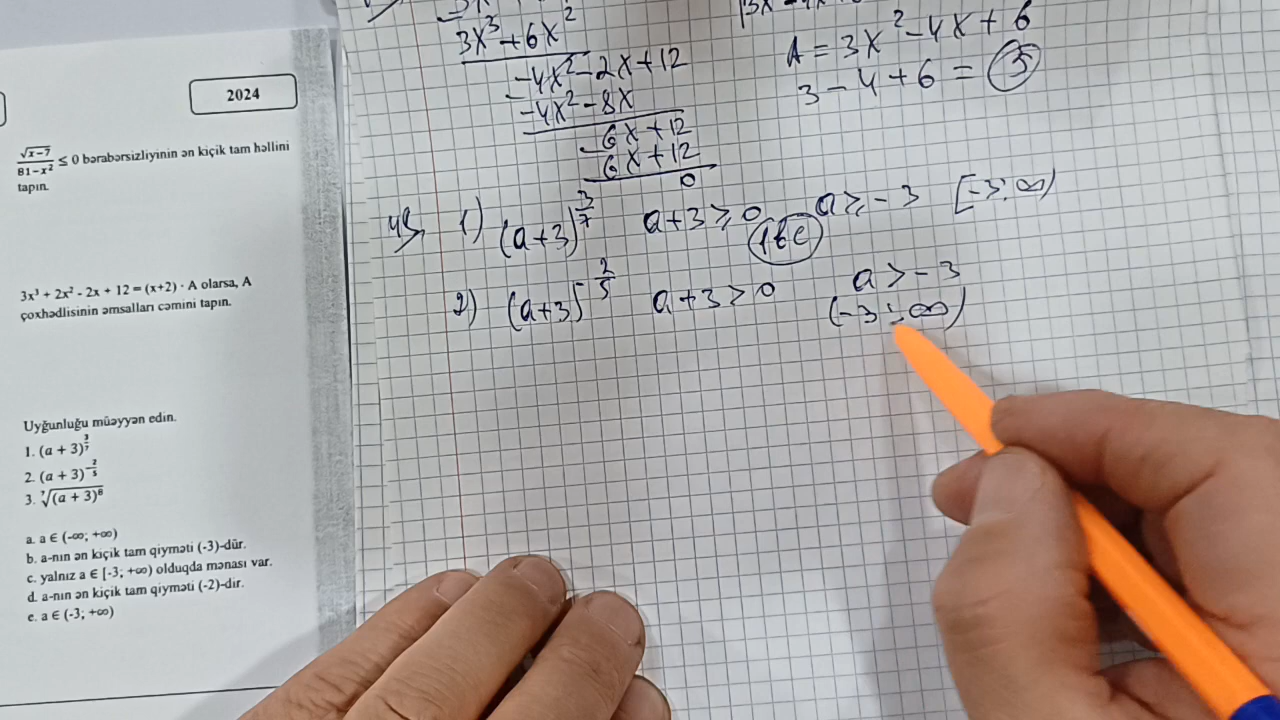 2024
√x−7 / 81−x² ≤ 0 bərabərsizliyinin ən kiçik tam həllini
tapın.
3x³ + 2x² - 2x + 12 = (x+2) · A olarsa, A
çoxhədlisinin əmsalları cəmini tapın.
Uyğunluğu müəyyən edin.
1. (a + 3)^(3/7)
2. (a + 3)^(−2/5)
3. ⁷√(a + 3)⁸
a. a ∈ (-∞; +∞)
b. a-nın ən kiçik tam qiyməti (-3)-dür.
c. yalnız a ∈ [-3; +∞) olduqda mənası var.
d. a-nın ən kiçik tam qiyməti (-2)-dir.
e. a ∈ (-3; +∞)
3x³+6x²
−4x²−2x+12
−4x²−8x
6x+12
6x+12
0
A = 3x²−4x+6
3−4+6 = 5
1) (a+3)^(3/7) a+3 ≥ 0 a ≥ −3 [−3; ∞)
2) (a+3)^(−2/5) a+3 > 0 a > −3
(−3; ∞)